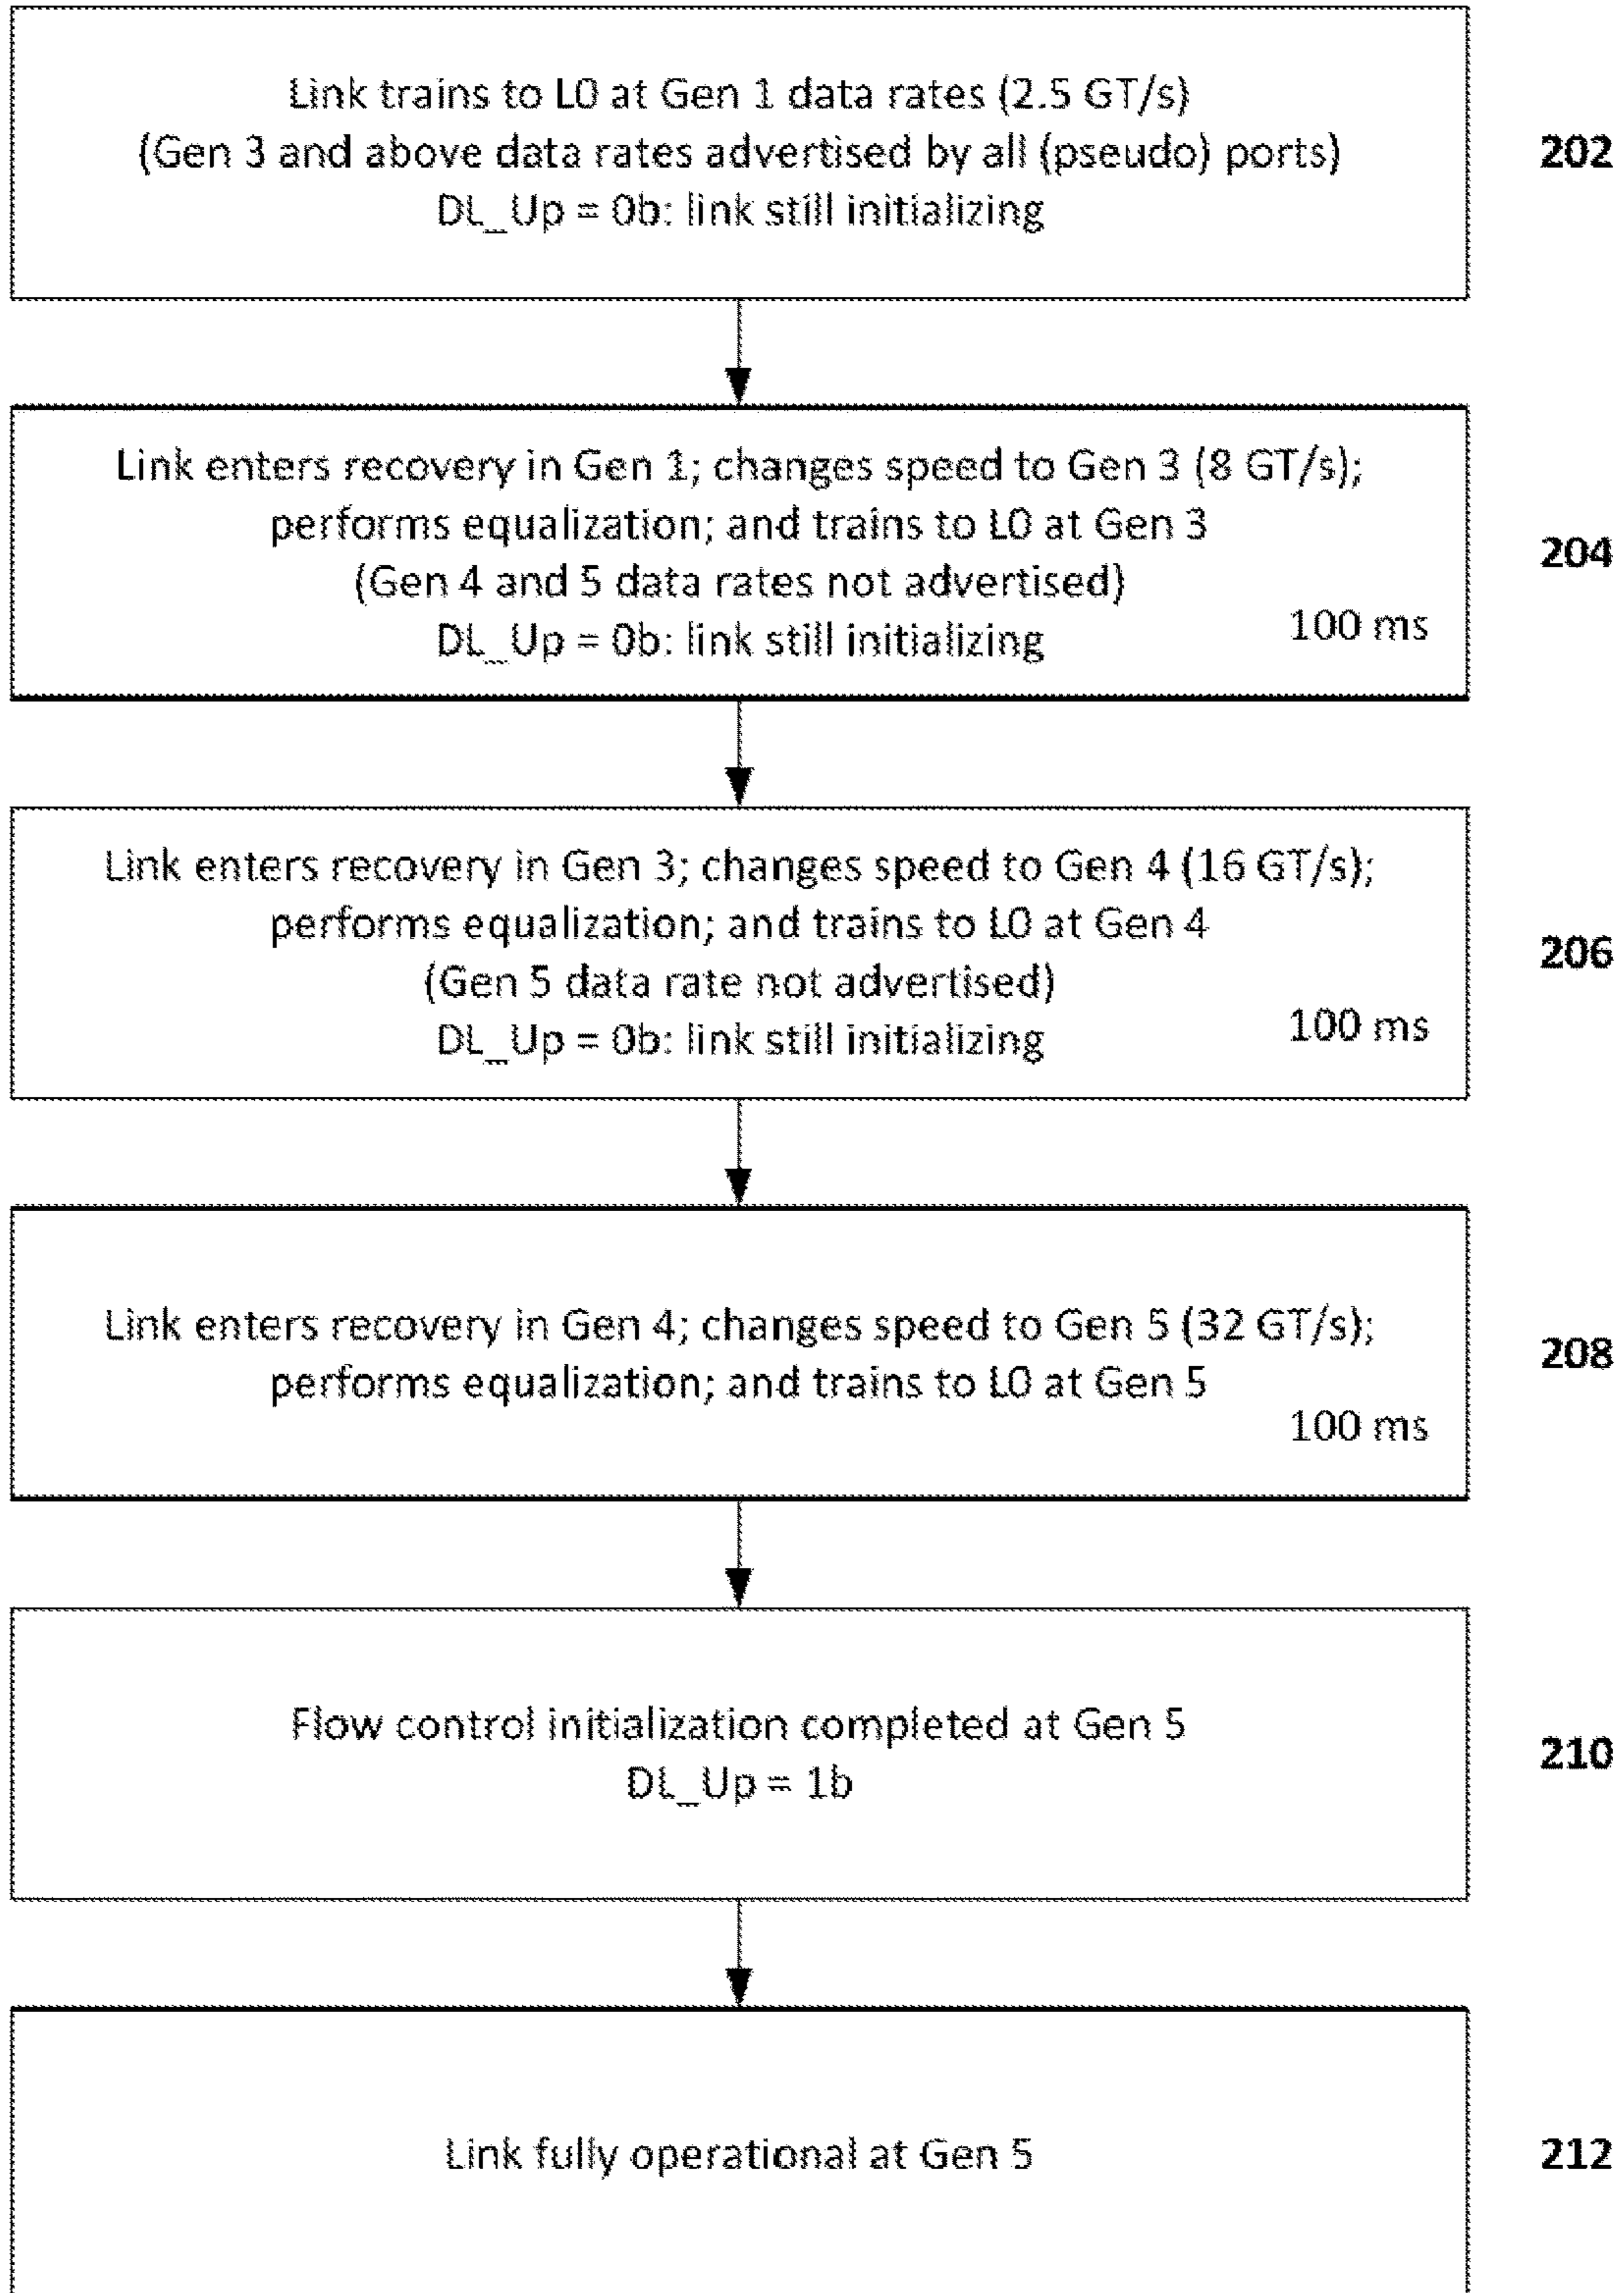 Link trains to L0 at Gen 1 data rates (2.5 GT/s)
(Gen 3 and above data rates advertised by all (pseudo) ports)
DL_Up = 0b: link still initializing
202
Link enters recovery in Gen 1; changes speed to Gen 3 (8 GT/s);
performs equalization; and trains to L0 at Gen 3
(Gen 4 and 5 data rates not advertised)
DL_Up = 0b: link still initializing
100 ms
204
Link enters recovery in Gen 3; changes speed to Gen 4 (16 GT/s);
performs equalization; and trains to L0 at Gen 4
(Gen 5 data rate not advertised)
DL_Up = 0b: link still initializing
100 ms
206
Link enters recovery in Gen 4; changes speed to Gen 5 (32 GT/s);
performs equalization; and trains to L0 at Gen 5
100 ms
208
Flow control initialization completed at Gen 5
DL_Up = 1b
210
Link fully operational at Gen 5
212